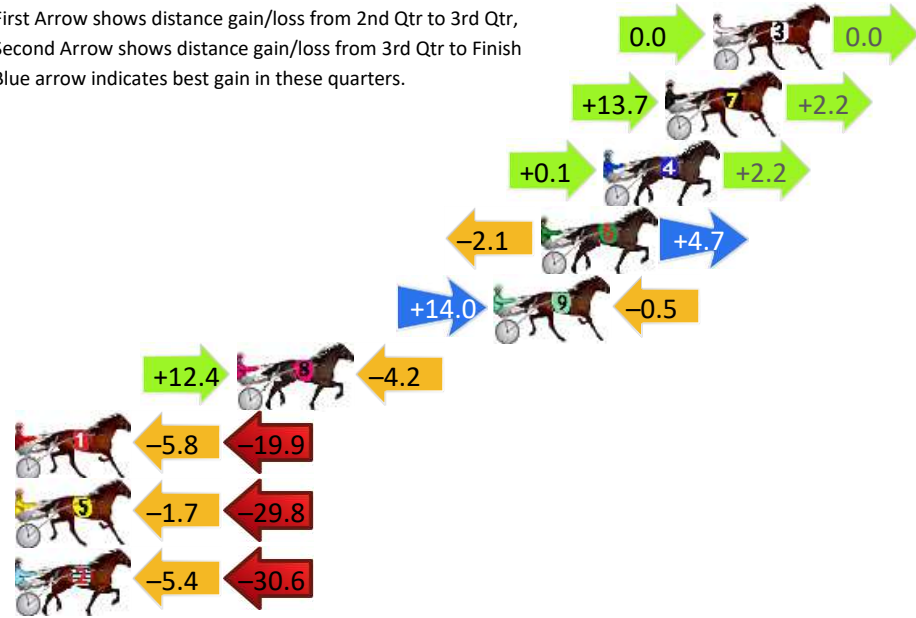 First Arrow shows distance gain/loss from 2nd Qtr to 3rd Qtr,
Second Arrow shows distance gain/loss from 3rd Qtr to Finish
Blue arrow indicates best gain in these quarters.
0.0 3 0.0
+13.7 7 +2.2
+0.1 4 +2.2
–2.1 6 +4.7
+14.0 9 –0.5
+12.4 8 –4.2
1 –5.8 –19.9
5 –1.7 –29.8
2 –5.4 –30.6